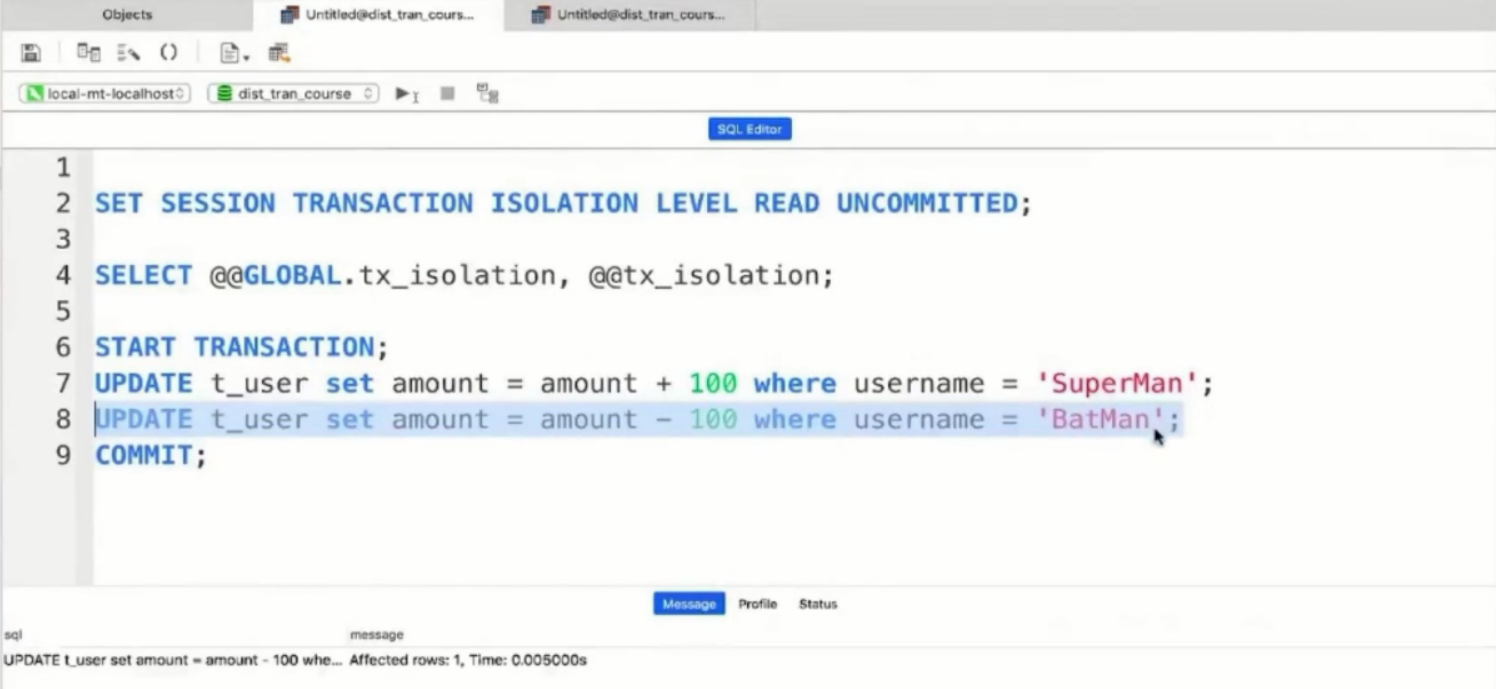 Objects Untitled@dist_tran_cours... Untitled@dist_tran_cours...
local-mt-localhost dist_tran_course
SQL Editor
1
2 SET SESSION TRANSACTION ISOLATION LEVEL READ UNCOMMITTED;
3
4 SELECT @@GLOBAL.tx_isolation, @@tx_isolation;
5
6 START TRANSACTION;
7 UPDATE t_user set amount = amount + 100 where username = 'SuperMan';
8 UPDATE t_user set amount = amount - 100 where username = 'BatMan';
9 COMMIT;
Message Profile Status
sql message
UPDATE t_user set amount = amount - 100 whe... Affected rows: 1, Time: 0.005000s